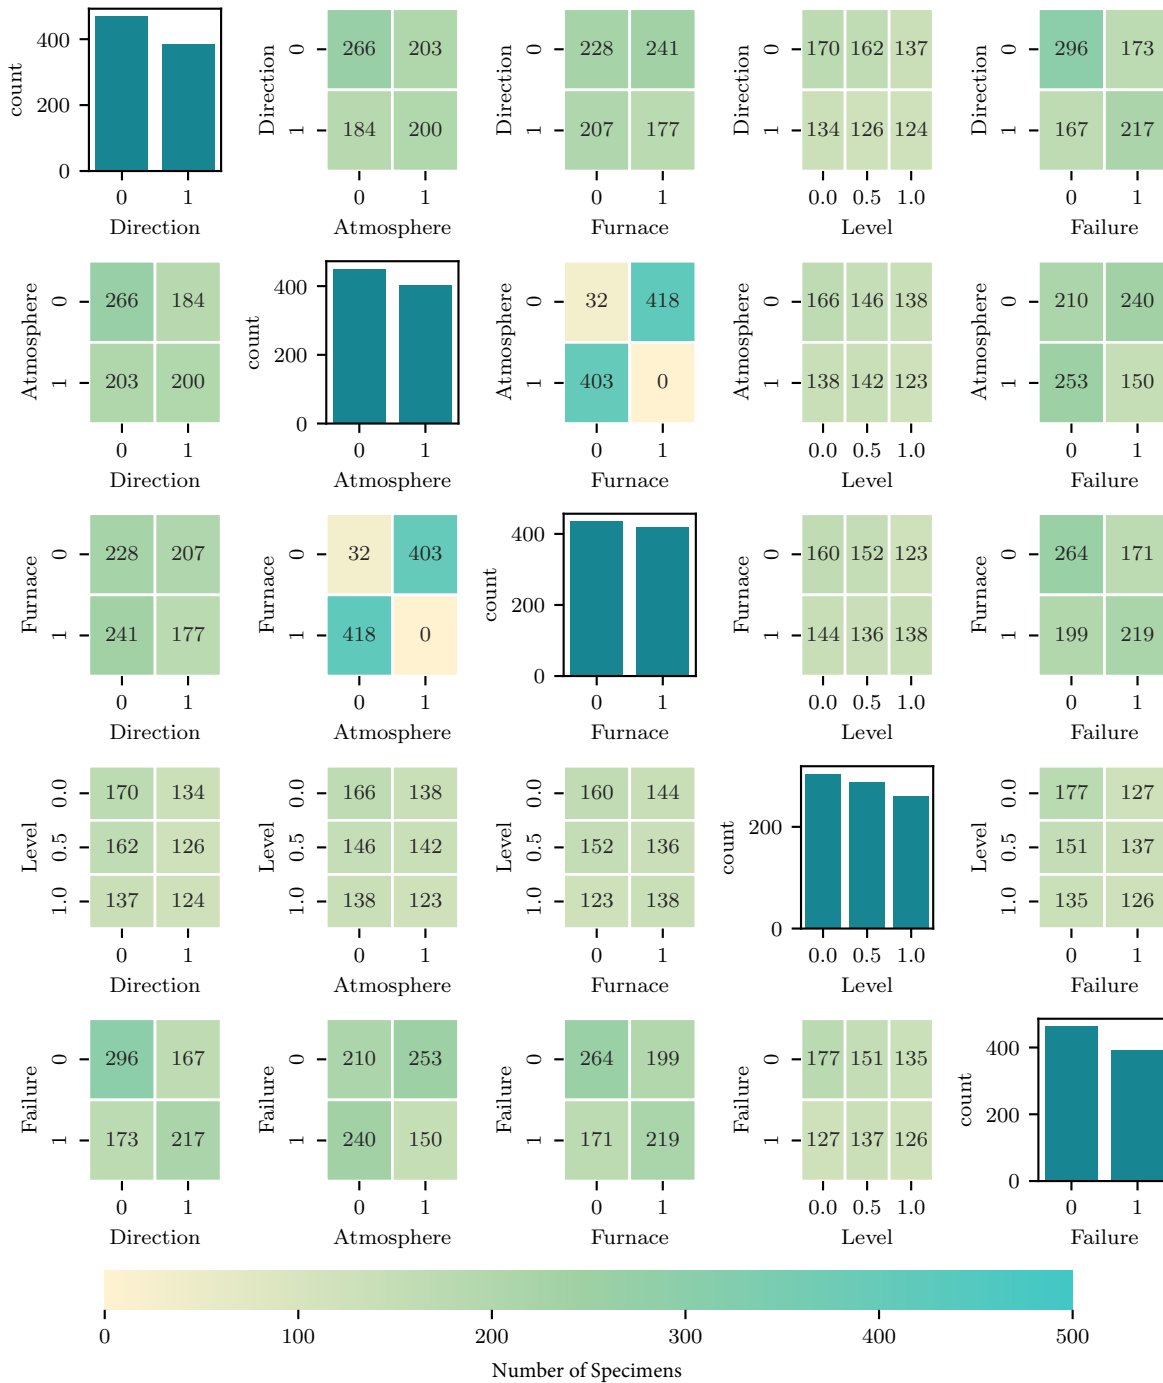 400
200
0
count
0 1
Direction
Direction
0
1
266 203
184 200
0 1
Atmosphere
Direction
0
1
228 241
207 177
0 1
Furnace
Direction
0
1
170 162 137
134 126 124
0.0 0.5 1.0
Level
Direction
0
1
296 173
167 217
0 1
Failure
Atmosphere
0
1
266 184
203 200
0 1
Direction
400
200
0
count
0 1
Atmosphere
Atmosphere
0
1
32 418
403 0
0 1
Furnace
Atmosphere
0
1
166 146 138
138 142 123
0.0 0.5 1.0
Level
Atmosphere
0
1
210 240
253 150
0 1
Failure
Furnace
0
1
228 207
241 177
0 1
Direction
Furnace
0
1
32 403
418 0
0 1
Atmosphere
400
200
0
count
0 1
Furnace
Furnace
0
1
160 152 123
144 136 138
0.0 0.5 1.0
Level
Furnace
0
1
264 171
199 219
0 1
Failure
Level
0.0
0.5
1.0
170 134
162 126
137 124
0 1
Direction
Level
0.0
0.5
1.0
166 138
146 142
138 123
0 1
Atmosphere
Level
0.0
0.5
1.0
160 144
152 136
123 138
0 1
Furnace
200
0
count
0.0 0.5 1.0
Level
Level
0.0
0.5
1.0
177 127
151 137
135 126
0 1
Failure
Failure
0
1
296 167
173 217
0 1
Direction
Failure
0
1
210 253
240 150
0 1
Atmosphere
Failure
0
1
264 199
171 219
0 1
Furnace
Failure
0
1
177 151 135
127 137 126
0.0 0.5 1.0
Level
400
200
0
count
0 1
Failure
0 100 200 300 400 500
Number of Specimens